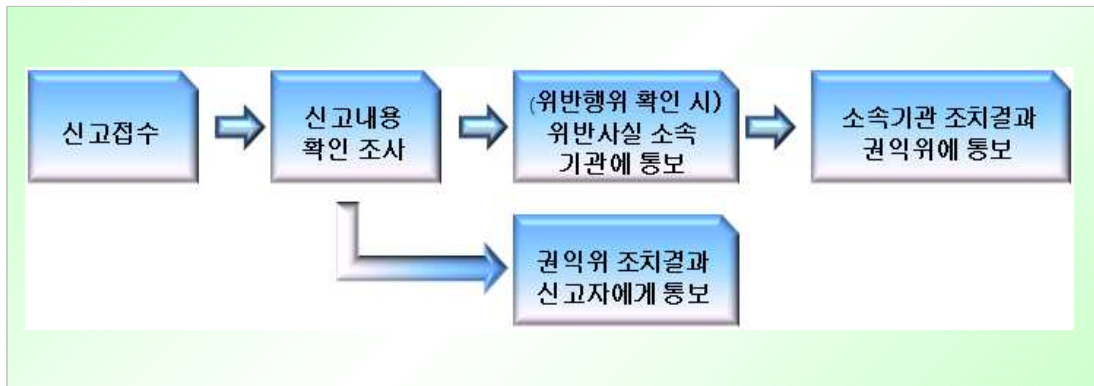 신고접수
신고내용
확인 조사
(위반행위 확인 시)
위반사실 소속
기관에 통보
소속기관 조치결과
권익위에 통보
권익위 조치결과
신고자에게 통보